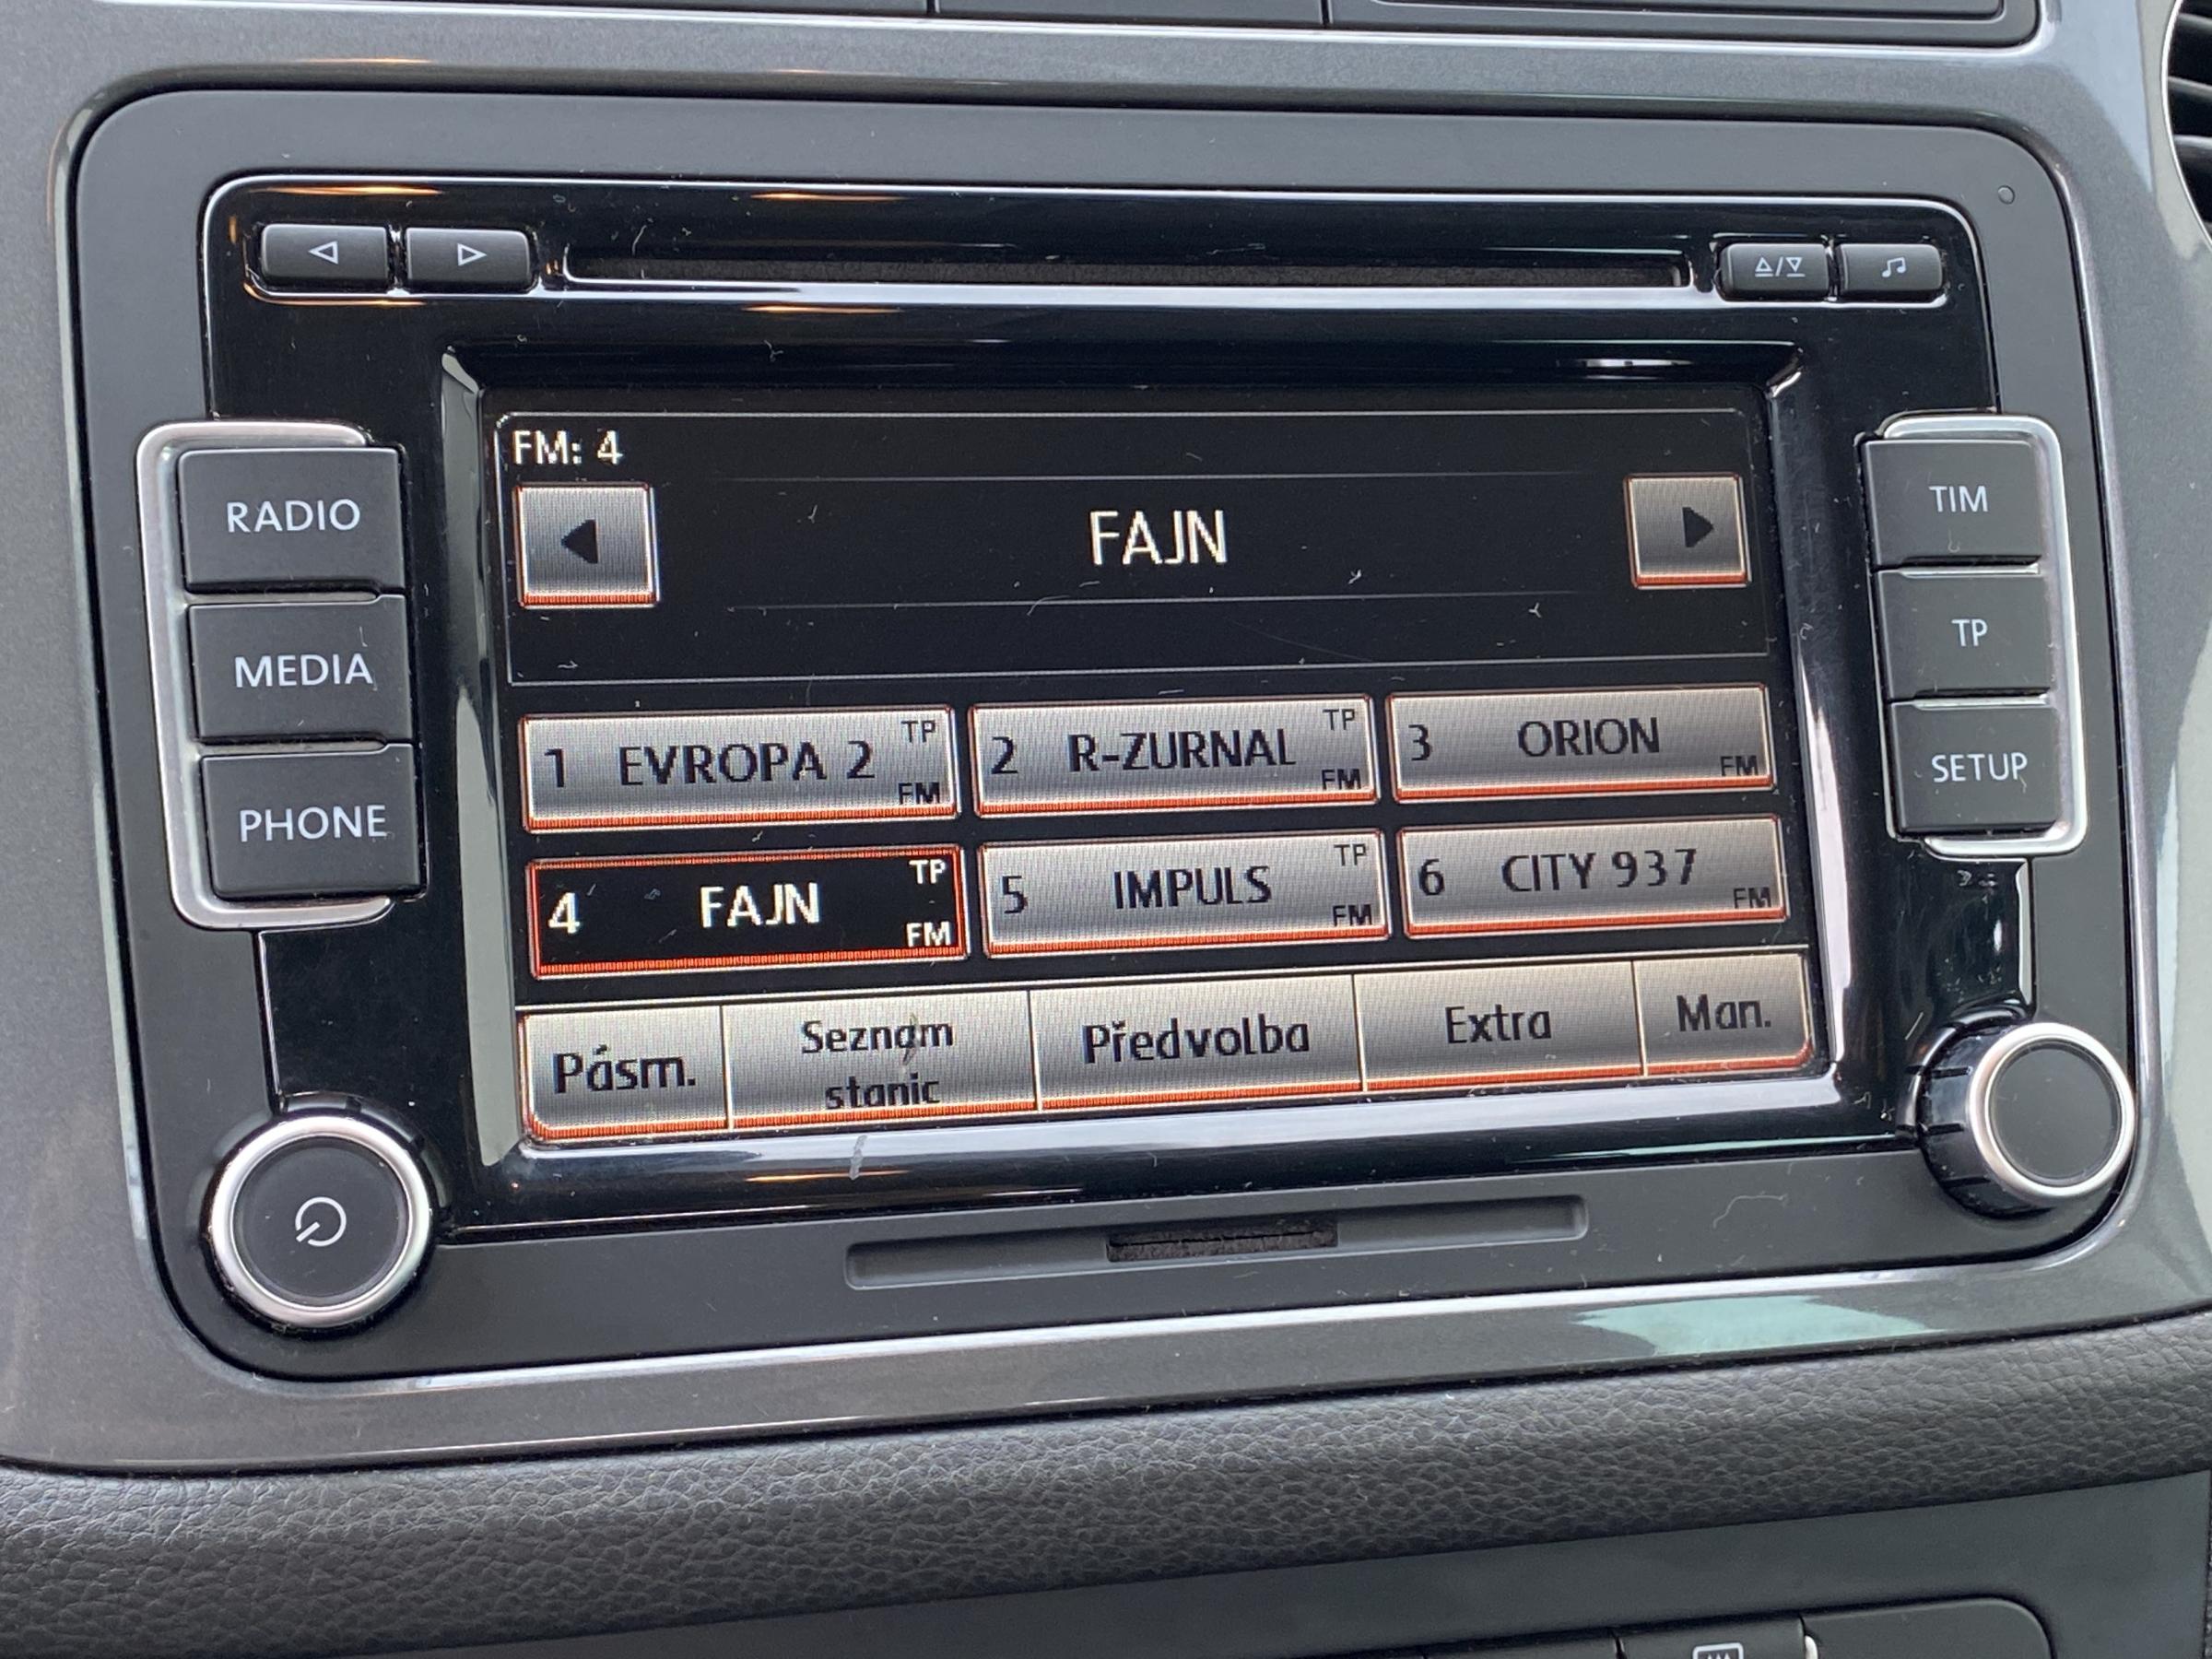 RADIO
MEDIA
PHONE
FM: 4
FAJN
1 EVROPA 2 TP FM
2 R-ZURNAL TP FM
3 ORION FM
4 FAJN TP FM
5 IMPULS TP FM
6 CITY 937 FM
Pásm.
Seznam
stanic
Předvolba
Extra
Man.
TIM
TP
SETUP